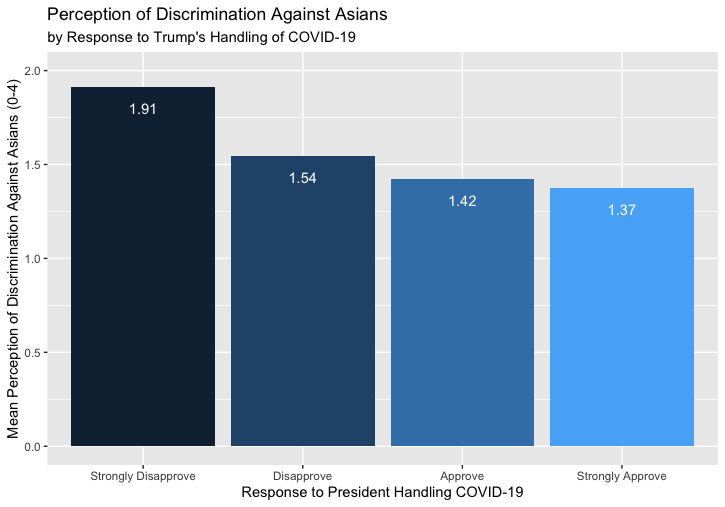 Perception of Discrimination Against Asians
by Response to Trump's Handling of COVID-19
Mean Perception of Discrimination Against Asians (0-4)
2.0
1.5
1.0
0.5
0.0
1.91
1.54
1.42
1.37
Strongly Disapprove
Disapprove
Approve
Strongly Approve
Response to President Handling COVID-19